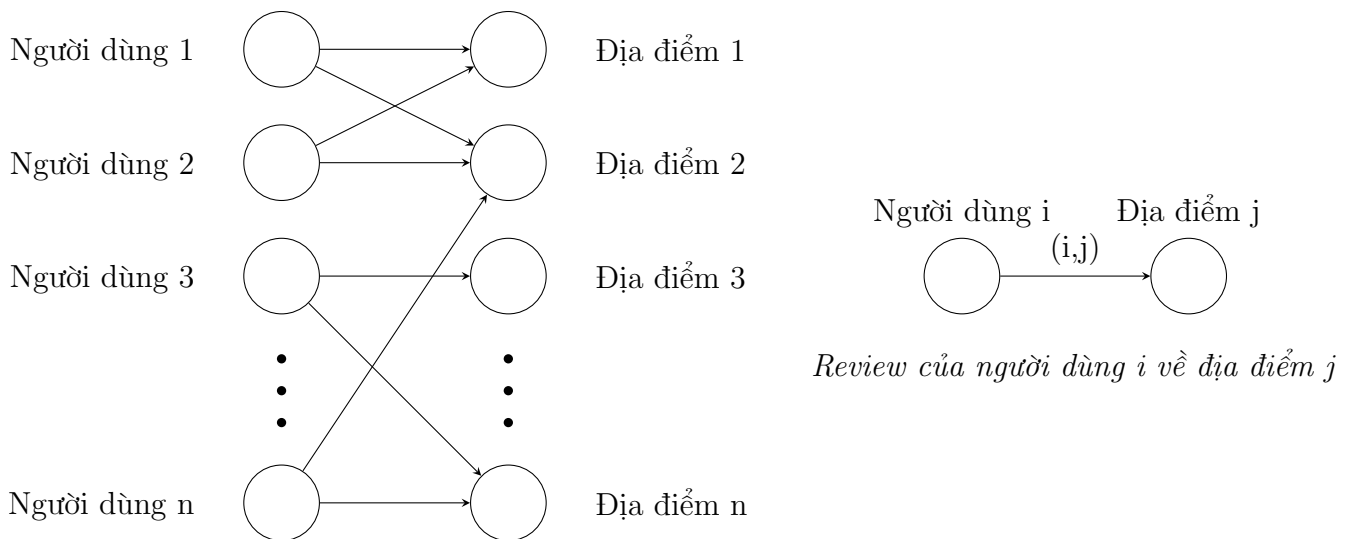 Người dùng 1
Địa điểm 1
Người dùng 2
Địa điểm 2
Người dùng 3
Địa điểm 3
Người dùng n
Địa điểm n
Người dùng i
Địa điểm j
(i,j)
Review của người dùng i về địa điểm j